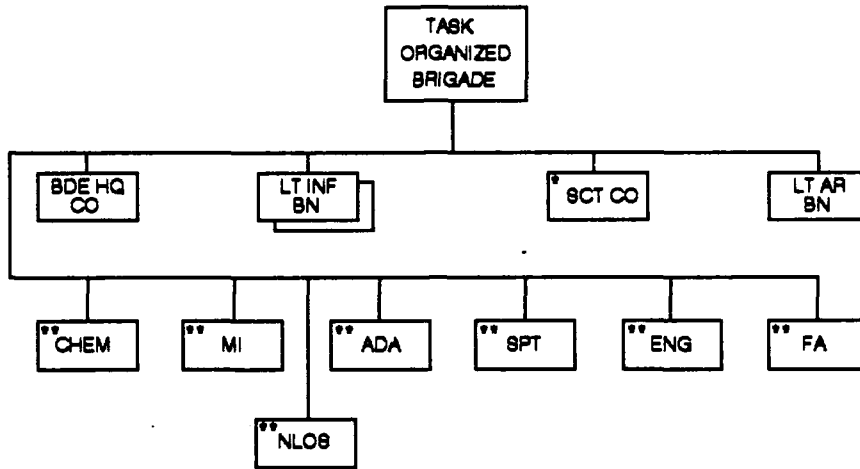 TASK
ORGANIZED
BRIGADE
BDE HQ
CO
LT INF
BN
* SCT CO
LT AR
BN
** CHEM
** MI
** ADA
** SPT
** ENG
** FA
** NLOS